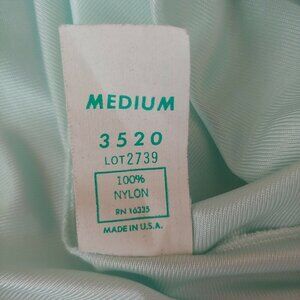 MEDIUM
3520
LOT2739
100%
NYLON
RN 16335
MADE IN U.S.A.